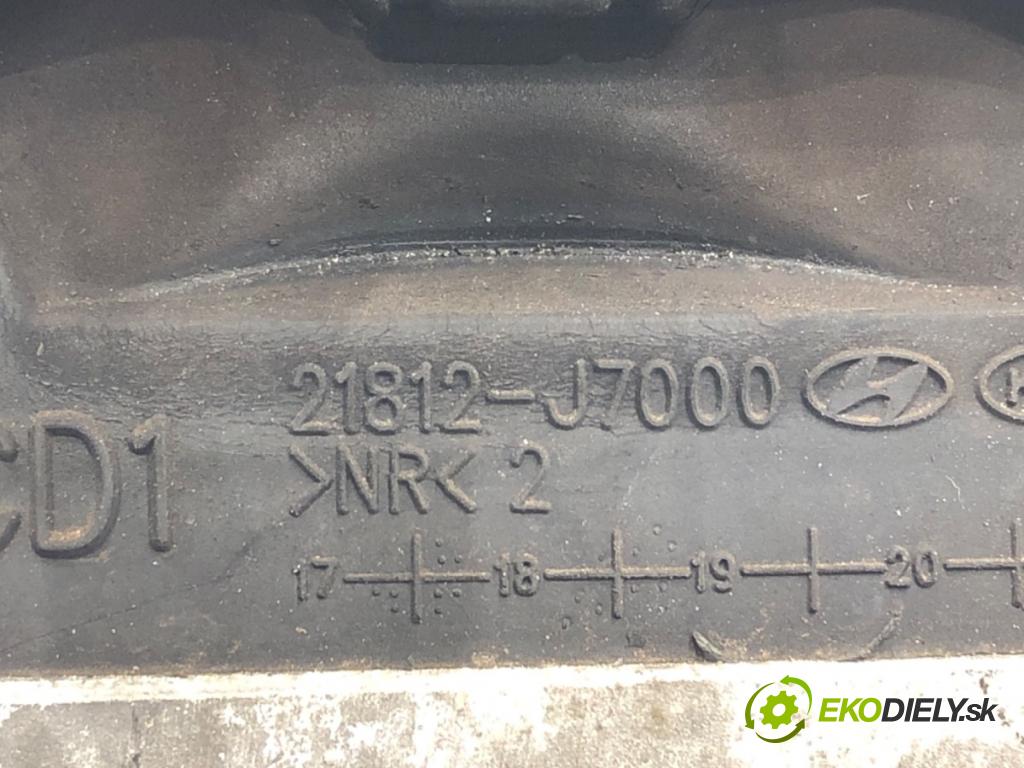 21812-J7000
CD1
>NR< 2
17 18 19 20
EKODIELY.sk